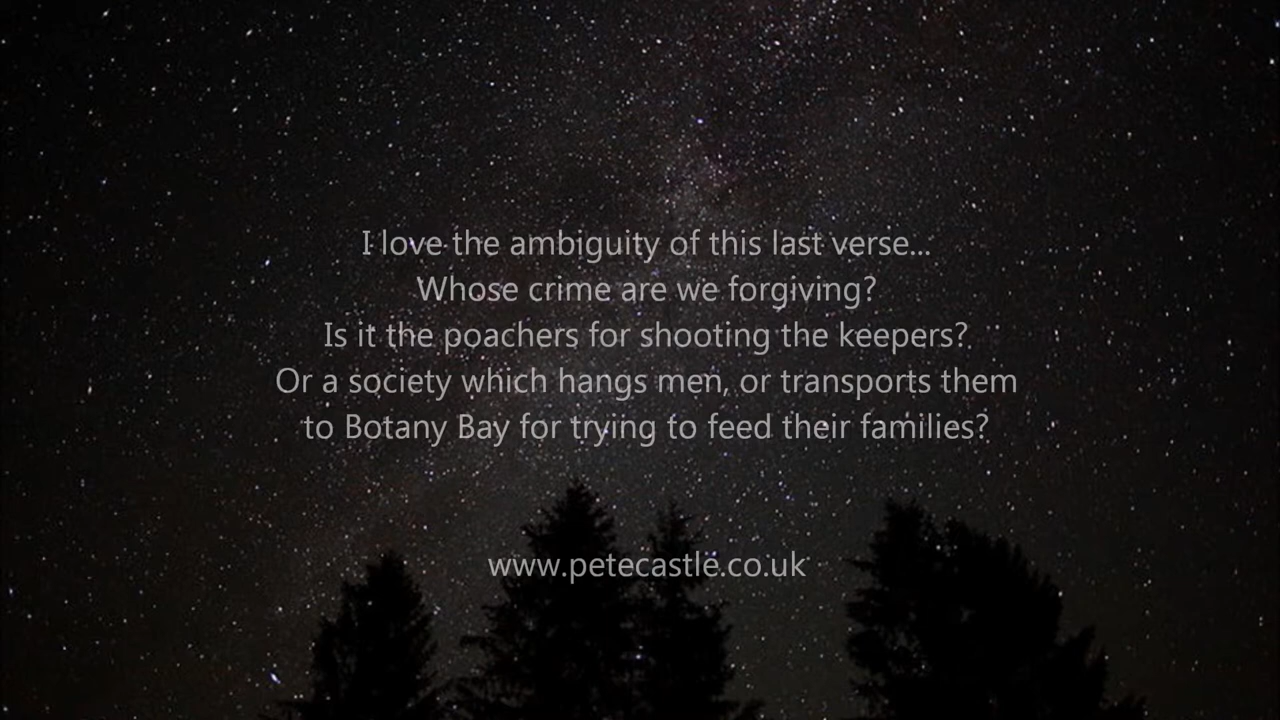 I love the ambiguity of this last verse...
Whose crime are we forgiving?
Is it the poachers for shooting the keepers?
Or a society which hangs men, or transports them
to Botany Bay for trying to feed their families?
www.petecastle.co.uk